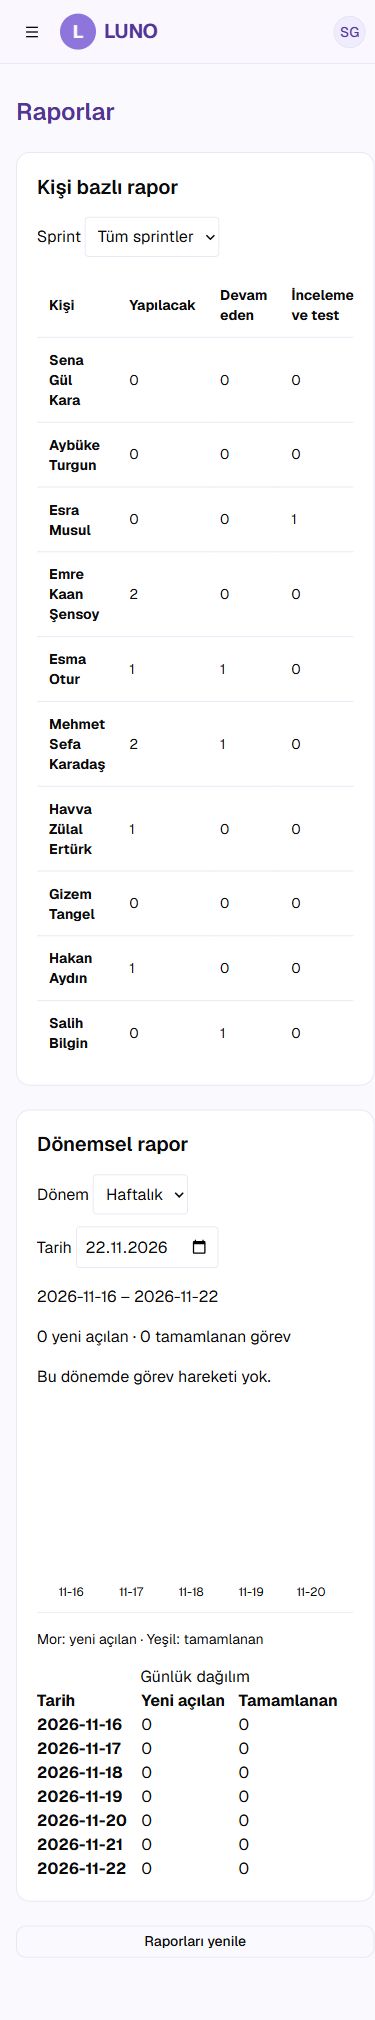 L LUNO SG
Raporlar
Kişi bazlı rapor
Sprint Tüm sprintler
Kişi Yapılacak Devam eden İnceleme ve test
Sena Gül Kara 0 0 0
Aybüke Turgun 0 0 0
Esra Musul 0 0 1
Emre Kaan Şensoy 2 0 0
Esma Otur 1 1 0
Mehmet Sefa Karadaş 2 1 0
Havva Zülal Ertürk 1 0 0
Gizem Tangel 0 0 0
Hakan Aydın 1 0 0
Salih Bilgin 0 1 0
Dönemsel rapor
Dönem Haftalık
Tarih 22.11.2026
2026-11-16 – 2026-11-22
0 yeni açılan · 0 tamamlanan görev
Bu dönemde görev hareketi yok.
11-16 11-17 11-18 11-19 11-20
Mor: yeni açılan · Yeşil: tamamlanan
Günlük dağılım
Tarih Yeni açılan Tamamlanan
2026-11-16 0 0
2026-11-17 0 0
2026-11-18 0 0
2026-11-19 0 0
2026-11-20 0 0
2026-11-21 0 0
2026-11-22 0 0
Raporları yenile